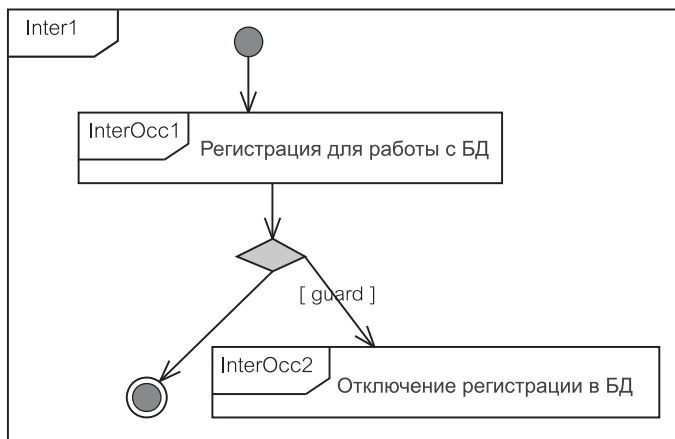 Inter1
InterOcc1
Регистрация для работы с БД
[ guard ]
InterOcc2
Отключение регистрации в БД